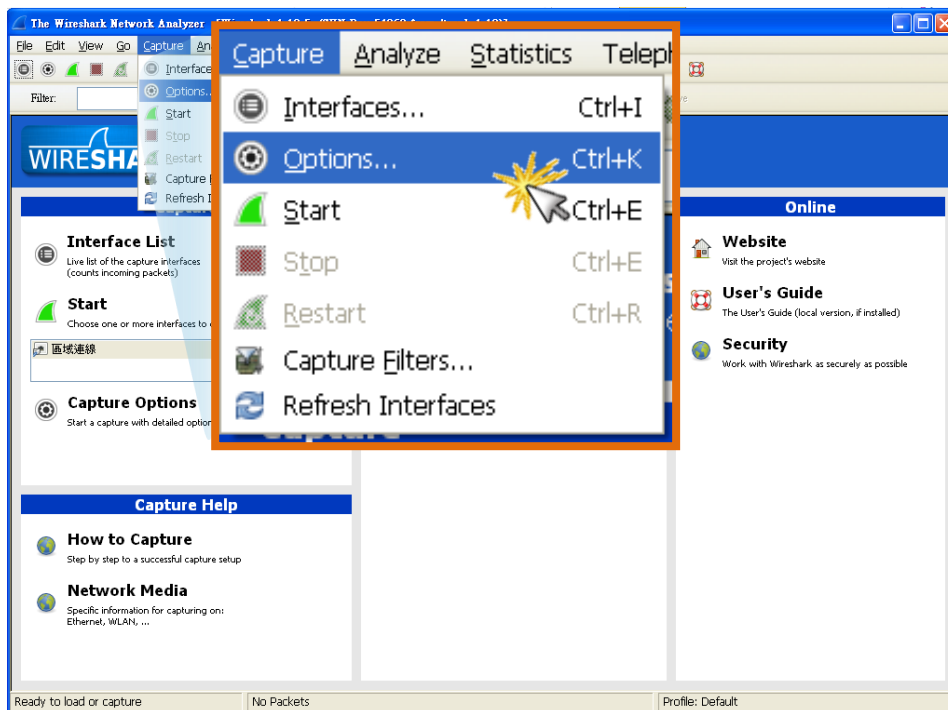 The Wireshark Network Analyzer
File Edit View Go Capture
Interface
Options...
Start
Stop
Restart
Capture
Refresh
Filter:
Capture Analyze Statistics
Interfaces... Ctrl+I
Options... Ctrl+K
Start Ctrl+E
Stop Ctrl+E
Restart Ctrl+R
Capture Filters...
Refresh Interfaces
Interface List
Live list of the capture interfaces
(counts incoming packets)
Start
Choose one or more interfaces to
區域連線
Capture Options
Start a capture with detailed
Capture Help
How to Capture
Step by step to a successful capture setup
Network Media
Specific information for capturing on:
Ethernet, WLAN, ...
Online
Website
Visit the project's website
User's Guide
The User's Guide (local version, if installed)
Security
Work with Wireshark as securely as possible
Ready to load or capture
No Packets
Profile: Default